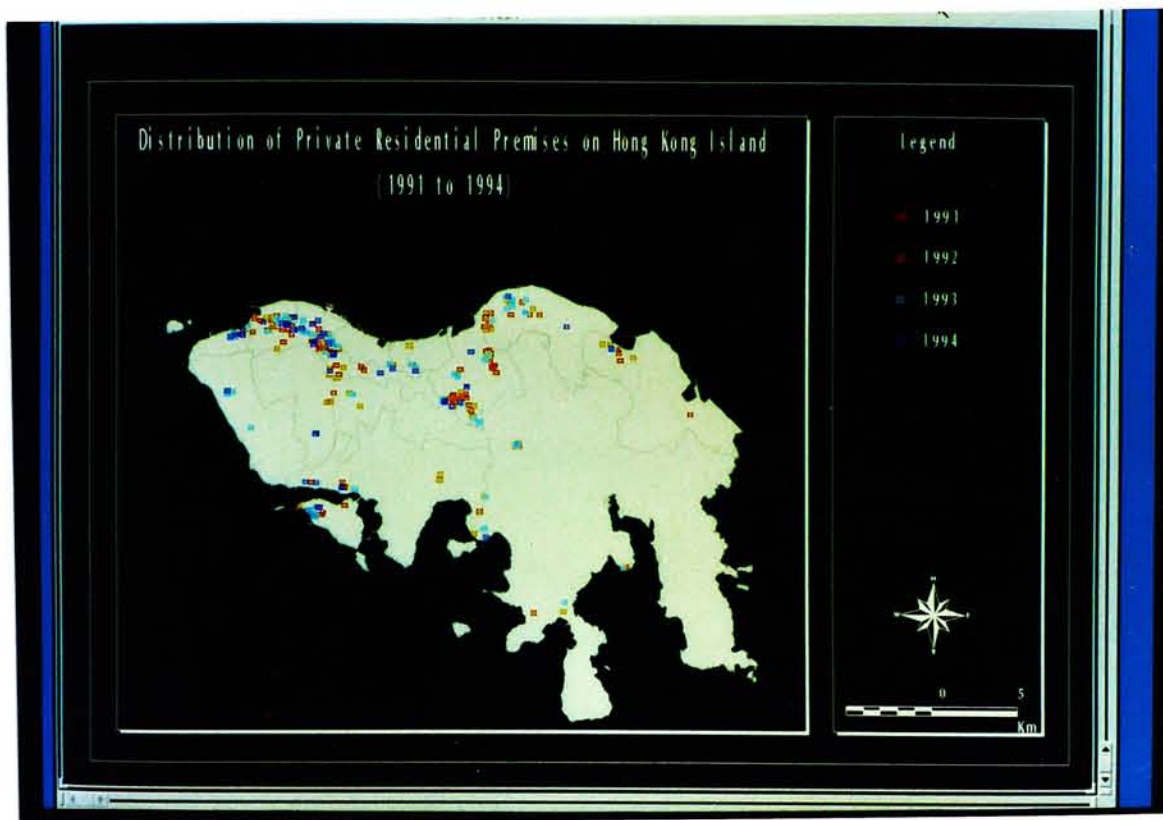 Distribution of Private Residential Premises on Hong Kong Island
(1991 to 1994)
Legend
1991
1992
1993
1994
0 5
Km